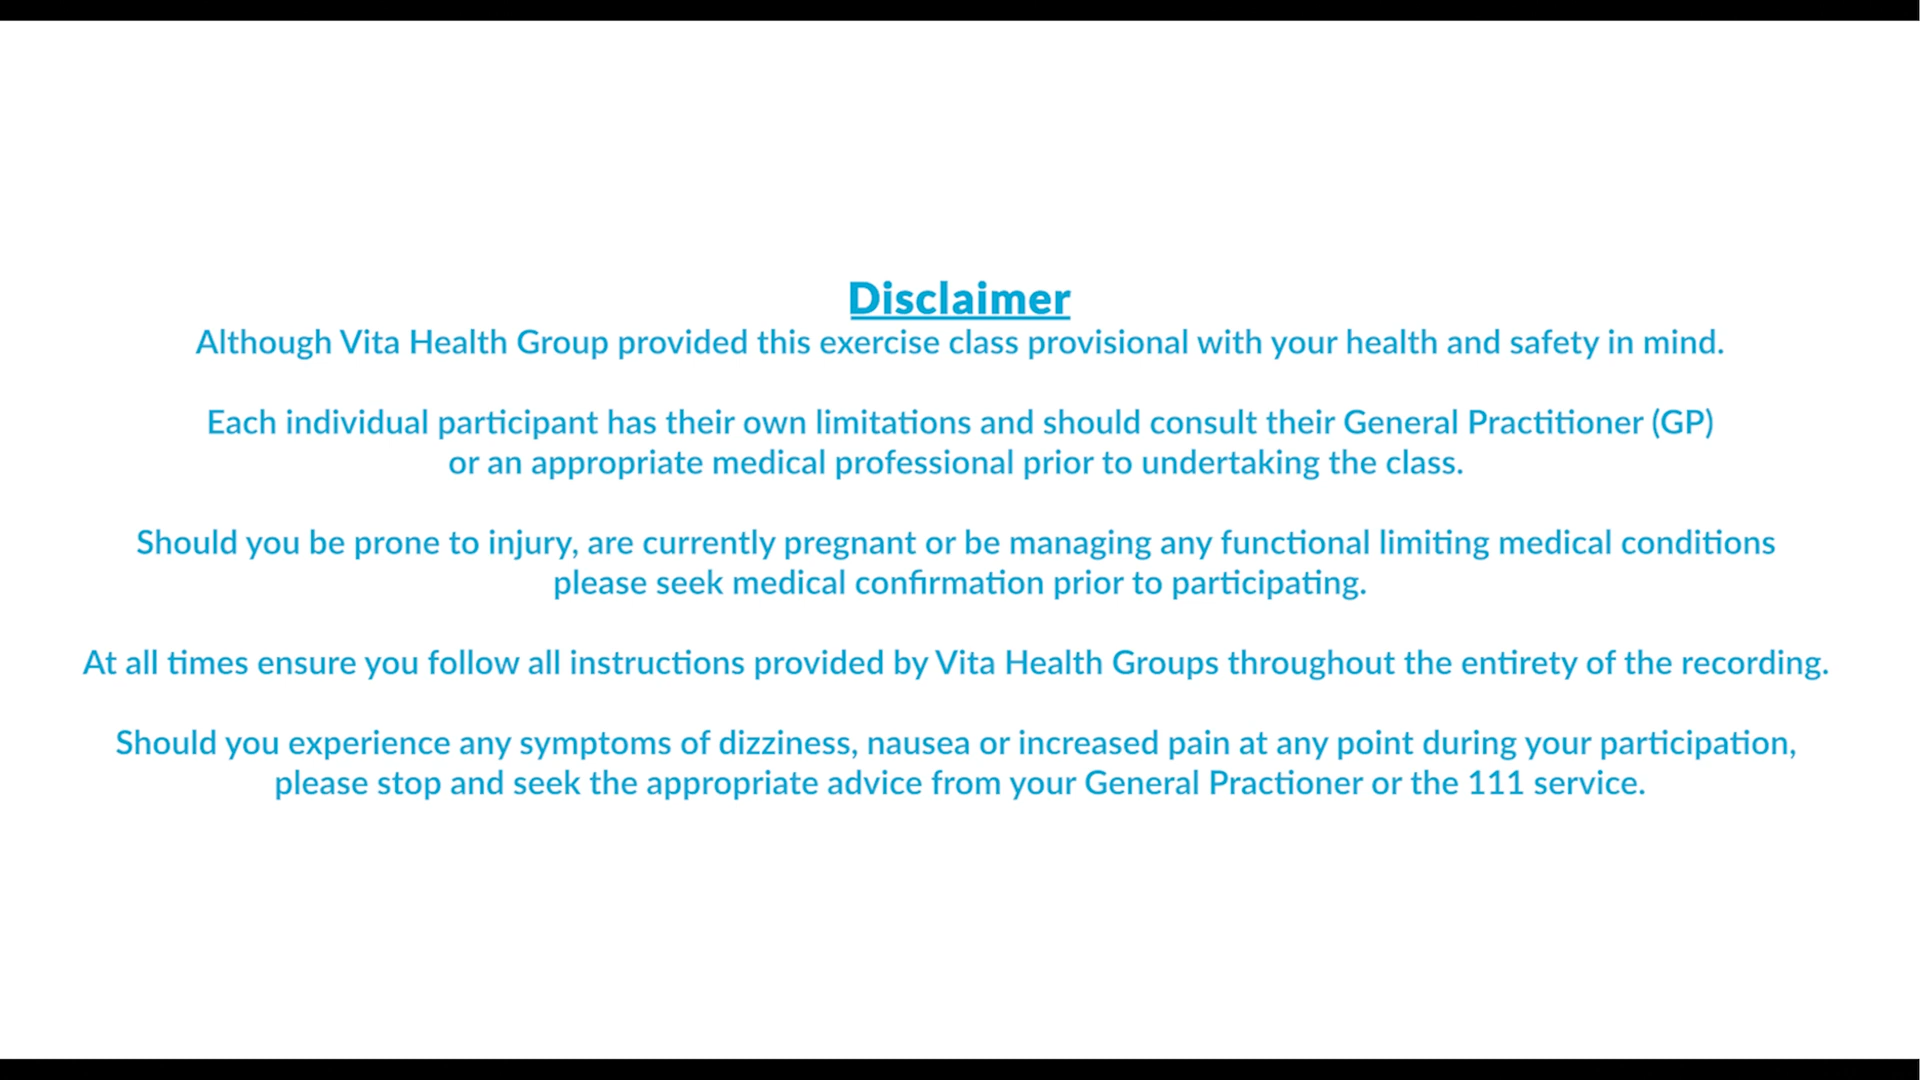 Disclaimer
Although Vita Health Group provided this exercise class provisional with your health and safety in mind.
Each individual participant has their own limitations and should consult their General Practitioner (GP)
or an appropriate medical professional prior to undertaking the class.
Should you be prone to injury, are currently pregnant or be managing any functional limiting medical conditions
please seek medical confirmation prior to participating.
At all times ensure you follow all instructions provided by Vita Health Groups throughout the entirety of the recording.
Should you experience any symptoms of dizziness, nausea or increased pain at any point during your participation,
please stop and seek the appropriate advice from your General Practioner or the 111 service.